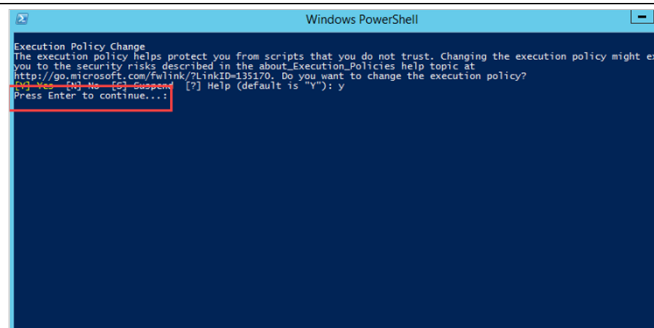 Windows PowerShell
Execution Policy Change
The execution policy helps protect you from scripts that you do not trust. Changing the execution policy might ex
you to the security risks described in the about_Execution_Policies help topic at
http://go.microsoft.com/fwlink/?LinkID=135170. Do you want to change the execution policy?
[Y] Yes [N] No [S] Suspend [?] Help (default is "Y"): y
Press Enter to continue...: